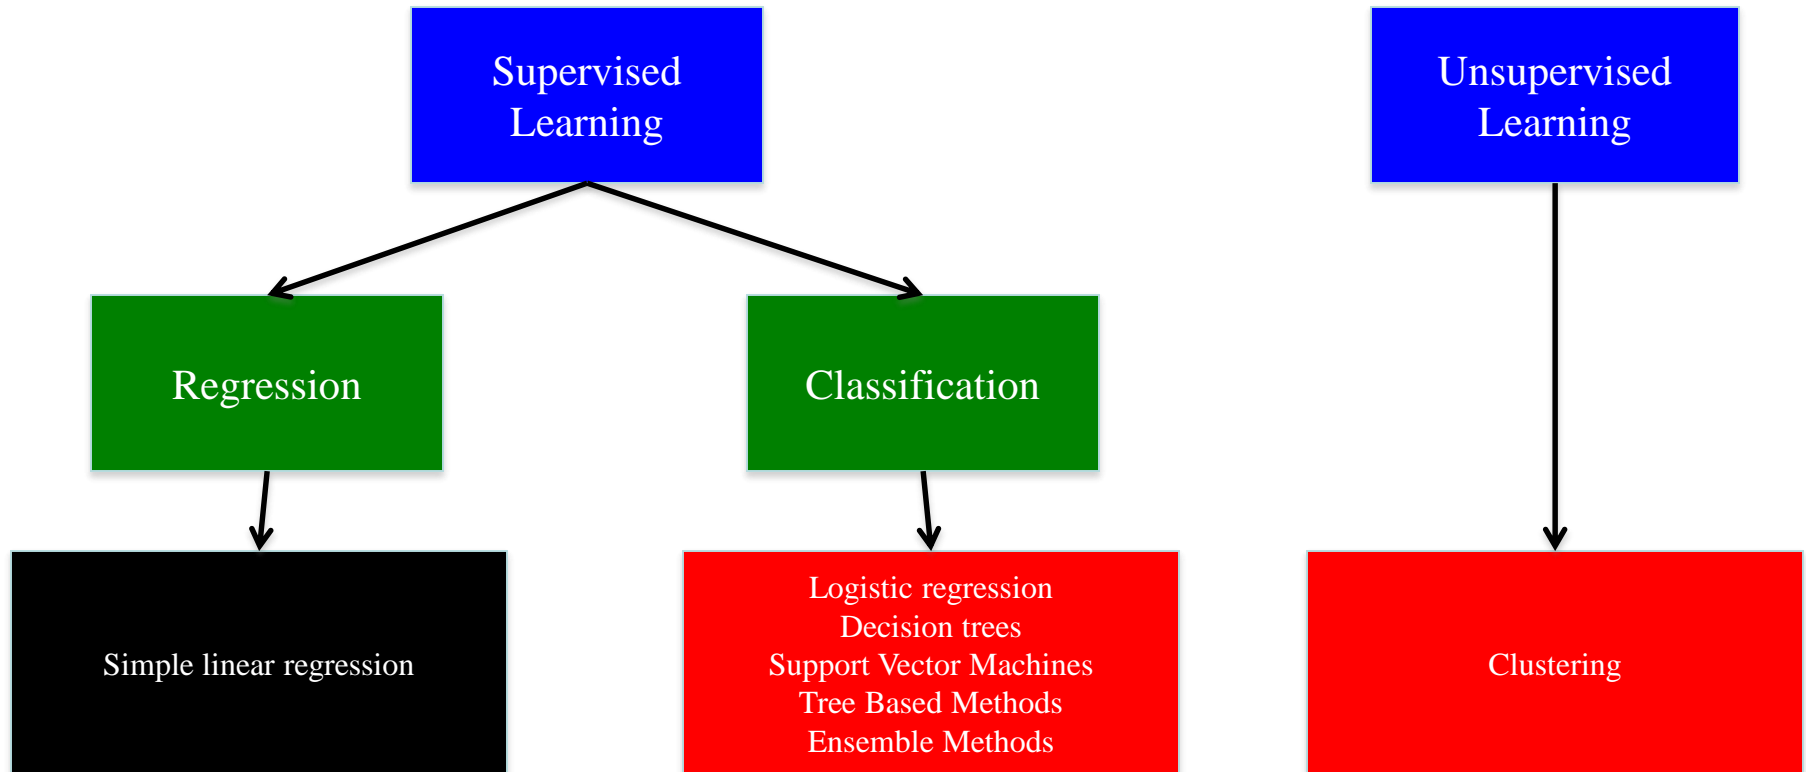 Supervised
Learning
Unsupervised
Learning
Regression
Classification
Simple linear regression
Logistic regression
Decision trees
Support Vector Machines
Tree Based Methods
Ensemble Methods
Clustering